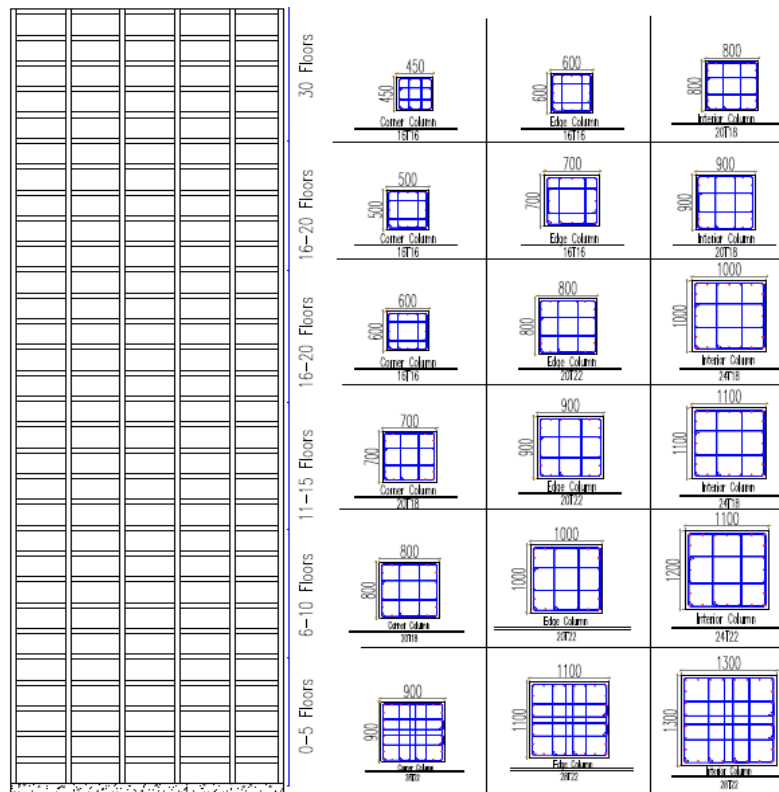 30 Floors
450
450
Corner Column
16T16
600
600
Edge Column
16T16
800
800
Interior Column
20T18
16-20 Floors
500
500
Corner Column
16T16
700
700
Edge Column
16T16
900
900
Interior Column
20T18
16-20 Floors
600
600
Corner Column
16T16
800
800
Edge Column
20T22
1000
1000
Interior Column
24T18
11-15 Floors
700
700
Corner Column
20T18
900
900
Edge Column
20T22
1100
1100
Interior Column
24T18
6-10 Floors
800
800
Corner Column
20T18
1000
1000
Edge Column
20T22
1100
1200
Interior Column
24T22
0-5 Floors
900
900
Corner Column
1100
1100
Edge Column
28T22
1300
1300
Interior Column
28T22